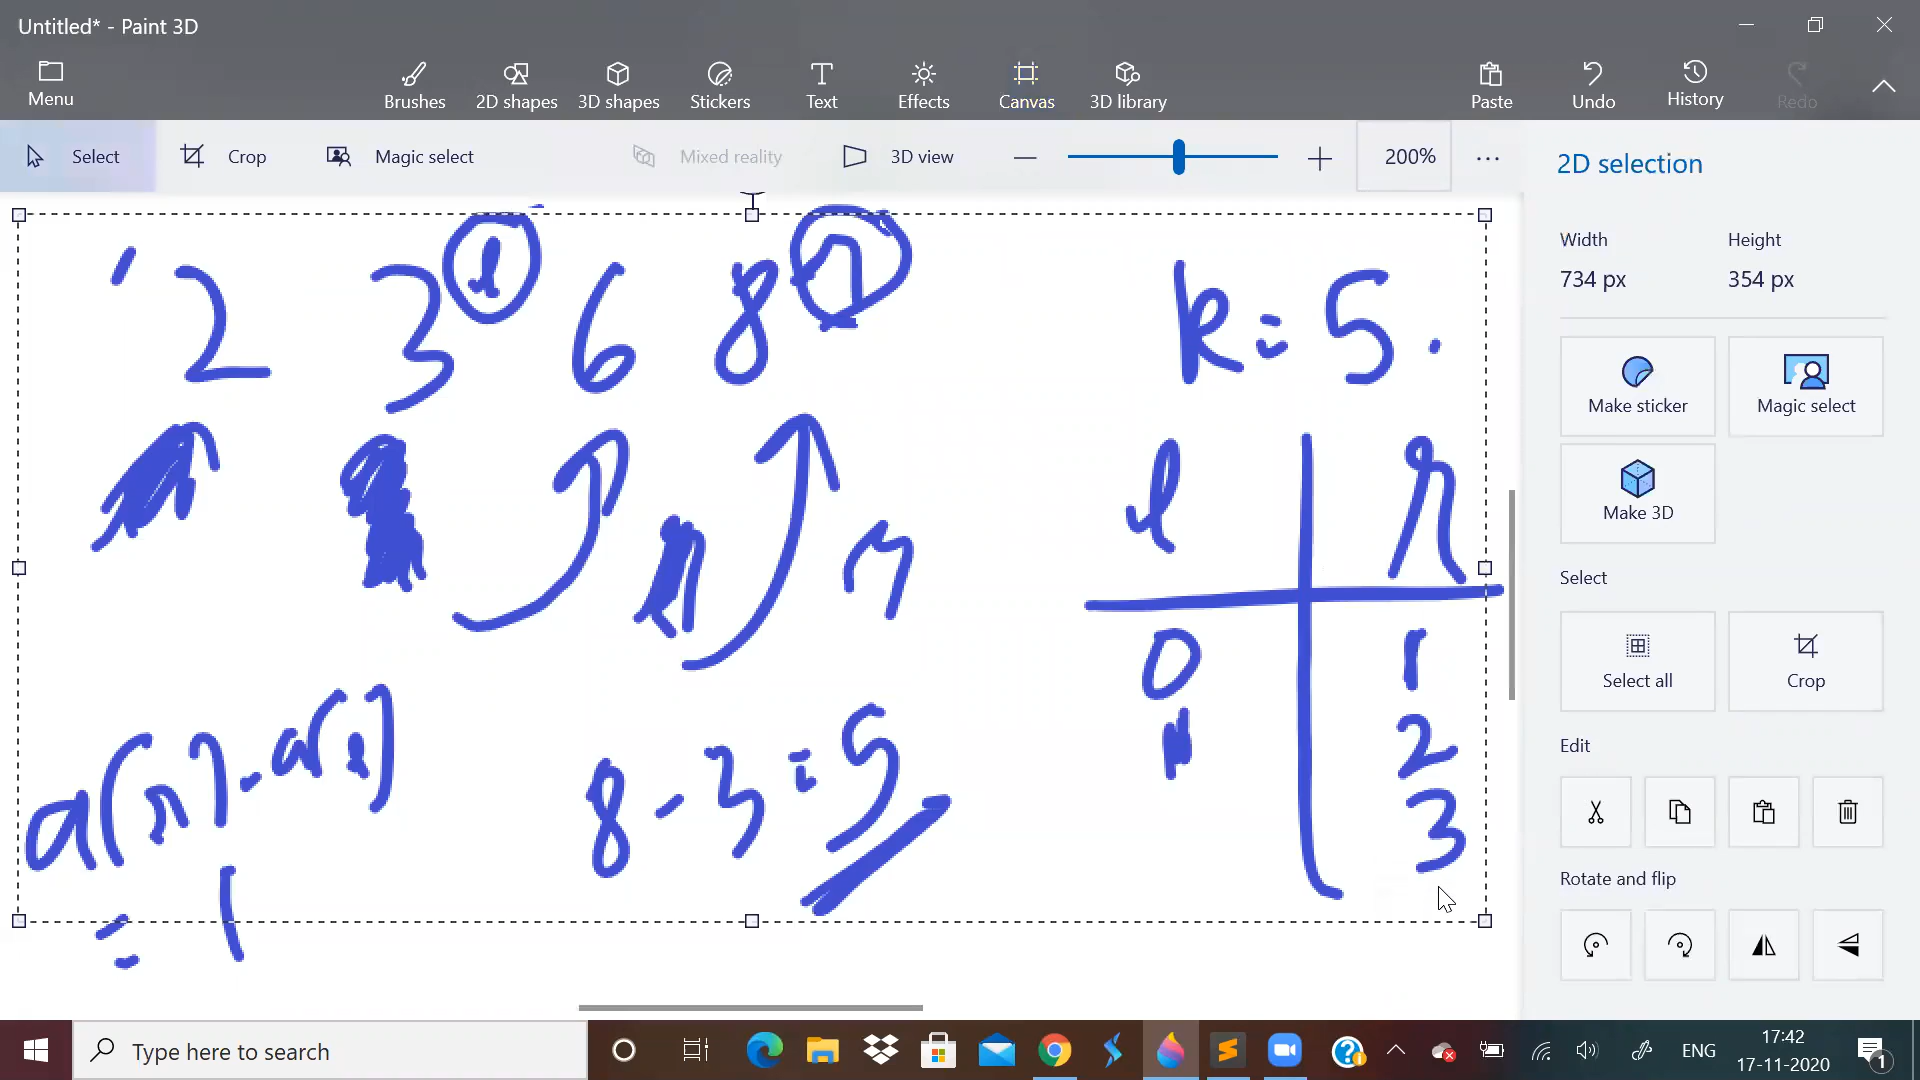 Untitled* - Paint 3D
Menu
Brushes
2D shapes
3D shapes
Stickers
Text
Effects
Canvas
3D library
Paste
Undo
History
Redo
Select
Crop
Magic select
Mixed reality
3D view
200%
2D selection
Width
Height
734 px
354 px
Make sticker
Magic select
Make 3D
Select
Select all
Crop
Edit
Rotate and flip
2 3 l 6 8 r
k = 5
l r
0 1
2
3
a[r] - a[l]
= 1
8 - 3 = 5
r
Type here to search
ENG
17:42
17-11-2020
1